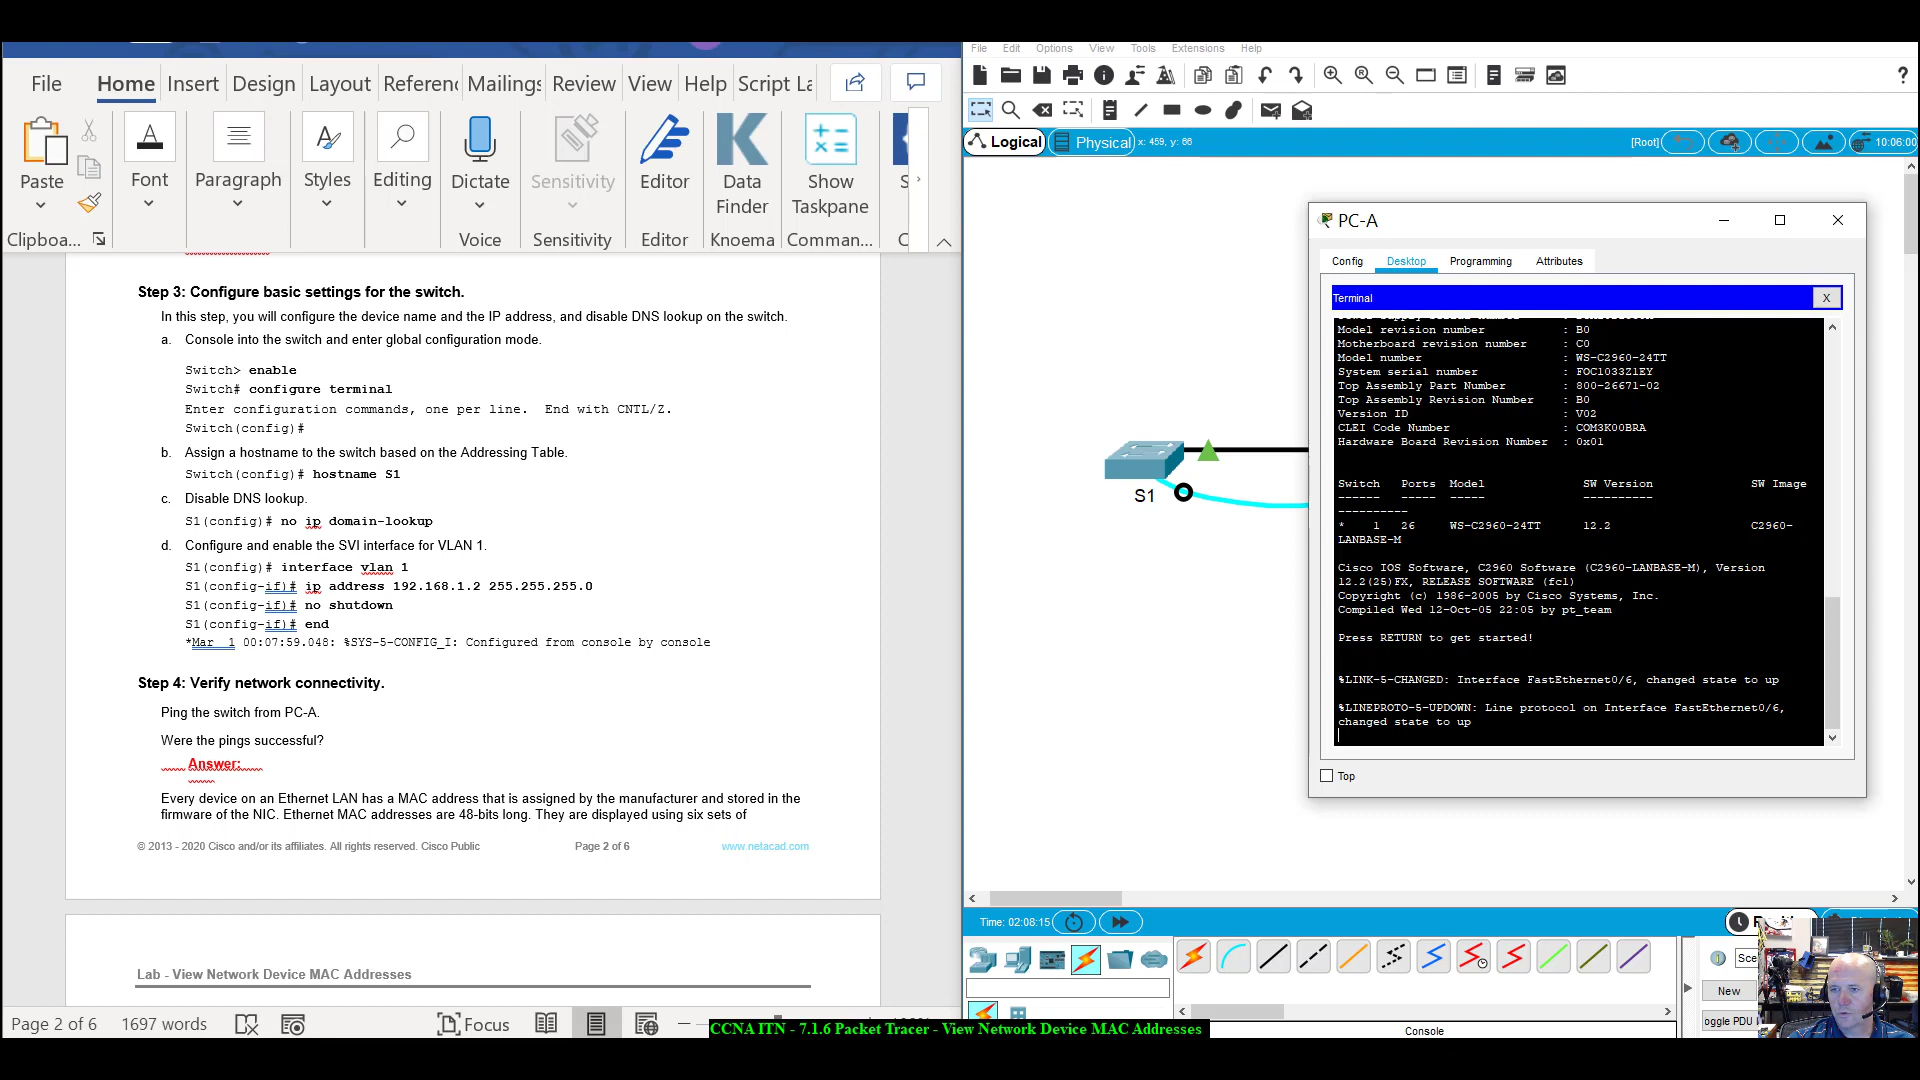 File Home Insert Design Layout Referenc Mailings Review View Help Script La
Paste
Font
Paragraph
Styles
Editing
Dictate
Sensitivity
Editor
Data Finder
Show Taskpane
Clipboa...
Voice
Sensitivity
Editor
Knoema
Comman...
Step 3: Configure basic settings for the switch.
In this step, you will configure the device name and the IP address, and disable DNS lookup on the switch.
a. Console into the switch and enter global configuration mode.
Switch> enable
Switch# configure terminal
Enter configuration commands, one per line. End with CNTL/Z.
Switch(config)#
b. Assign a hostname to the switch based on the Addressing Table.
Switch(config)# hostname S1
c. Disable DNS lookup.
S1(config)# no ip domain-lookup
d. Configure and enable the SVI interface for VLAN 1.
S1(config)# interface vlan 1
S1(config-if)# ip address 192.168.1.2 255.255.255.0
S1(config-if)# no shutdown
S1(config-if)# end
*Mar 1 00:07:59.048: %SYS-5-CONFIG_I: Configured from console by console
Step 4: Verify network connectivity.
Ping the switch from PC-A.
Were the pings successful?
Answer:
Every device on an Ethernet LAN has a MAC address that is assigned by the manufacturer and stored in the
firmware of the NIC. Ethernet MAC addresses are 48-bits long. They are displayed using six sets of
© 2013 - 2020 Cisco and/or its affiliates. All rights reserved. Cisco Public Page 2 of 6 www.netacad.com
Lab - View Network Device MAC Addresses
Page 2 of 6 1697 words Focus
File Edit Options View Tools Extensions Help
?
Logical Physical x: 459, y: 66 [Root] 10:06:00
S1
PC-A
Config Desktop Programming Attributes
Terminal X
Model revision number : B0
Motherboard revision number : C0
Model number : WS-C2960-24TT
System serial number : FOC1033Z1EY
Top Assembly Part Number : 800-26671-02
Top Assembly Revision Number : B0
Version ID : V02
CLEI Code Number : COM3K00BRA
Hardware Board Revision Number : 0x01
Switch Ports Model SW Version SW Image
------ ----- ----- ---------- 
----------
* 1 26 WS-C2960-24TT 12.2 C2960-
LANBASE-M
Cisco IOS Software, C2960 Software (C2960-LANBASE-M), Version
12.2(25)FX, RELEASE SOFTWARE (fc1)
Copyright (c) 1986-2005 by Cisco Systems, Inc.
Compiled Wed 12-Oct-05 22:05 by pt_team
Press RETURN to get started!
%LINK-5-CHANGED: Interface FastEthernet0/6, changed state to up
%LINEPROTO-5-UPDOWN: Line protocol on Interface FastEthernet0/6,
changed state to up
Top
Time: 02:08:15
Sce
New
oggle PDU
Console
CCNA ITN - 7.1.6 Packet Tracer - View Network Device MAC Addresses